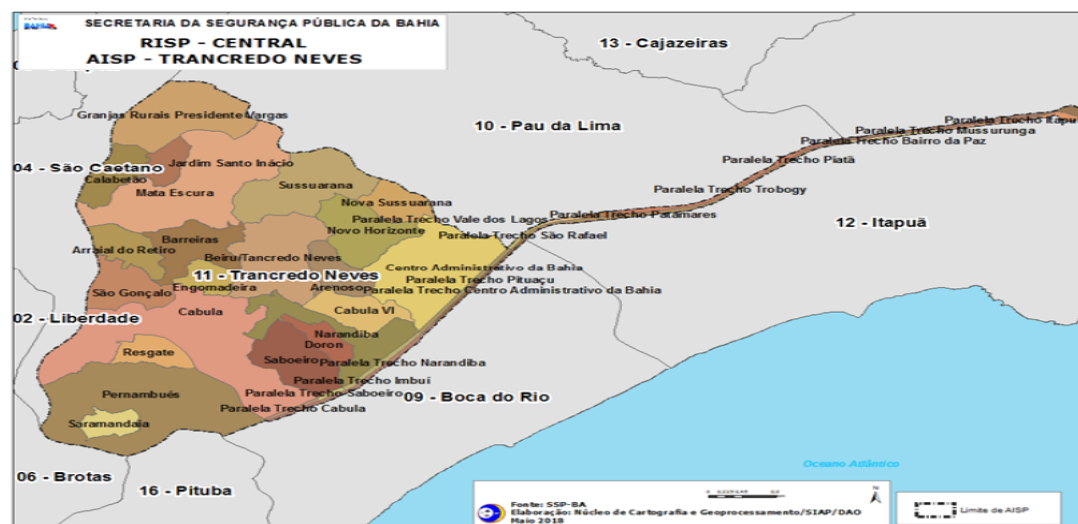 BAHIA
SECRETARIA DA SEGURANÇA PÚBLICA DA BAHIA
RISP - CENTRAL
AISP - TRANCREDO NEVES
13 - Cajazeiras
Granjas Rurais Presidente Vargas
10 - Pau da Lima
Paralela Trecho Itapu
Paralela Trecho Mussurunga
Paralela Trecho Bairro da Paz
04 - São Caetano
Jardim Santo Inácio
Paralela Trecho Piatã
Calabetão
Mata Escura
Sussuarana
Paralela Trecho Trobogy
Nova Sussuarana
Paralela Trecho Vale dos Lagos
Paralela Trecho Patamares
12 - Itapuã
Novo Horizonte
Paralela Trecho São Rafael
Barreiras
Arraial do Retiro
Beiru/Tancredo Neves
Centro Administrativo da Bahia
11 - Trancredo Neves
Paralela Trecho Pituaçu
Engomadeira
Arenoso
Paralela Trecho Centro Administrativo da Bahia
São Gonçalo
Cabula
Cabula VI
02 - Liberdade
Narandiba
Doron
Resgate
Saboeiro
Paralela Trecho Narandiba
Paralela Trecho Imbuí
Pernambués
Paralela Trecho Saboeiro
09 - Boca do Rio
Paralela Trecho Cabula
Saramandaia
Oceano Atlântico
06 - Brotas
16 - Pituba
N
Fonte: SSP-BA
Elaboração: Núcleo de Cartografia e Geoprocessamento/SIAP/DAO
Maio 2018
Limite de AISP